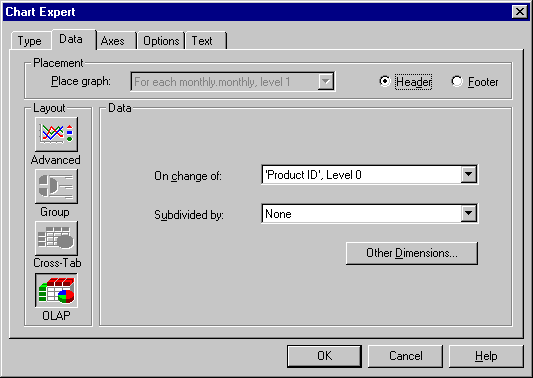 Chart Expert
Type Data Axes Options Text
Placement
Place graph: For each monthly.monthly, level 1 Header Footer
Layout Data
Advanced
On change of: 'Product ID', Level 0
Group
Subdivided by: None
Other Dimensions...
Cross-Tab
OLAP
OK Cancel Help